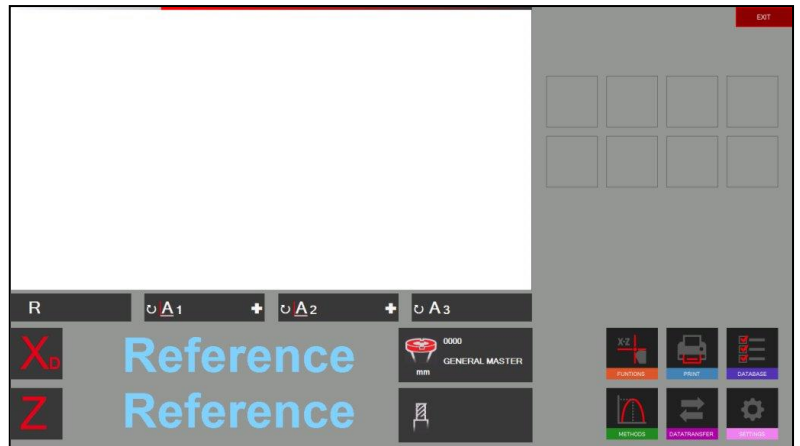 EXIT
R
↻ A1 +
↻ A2 +
↻ A3
XD
Reference
0000
GENERAL MASTER
mm
Z
Reference
X-Z
FUNTIONS
PRINT
DATABASE
METHODS
DATATRANSFER
SETTINGS